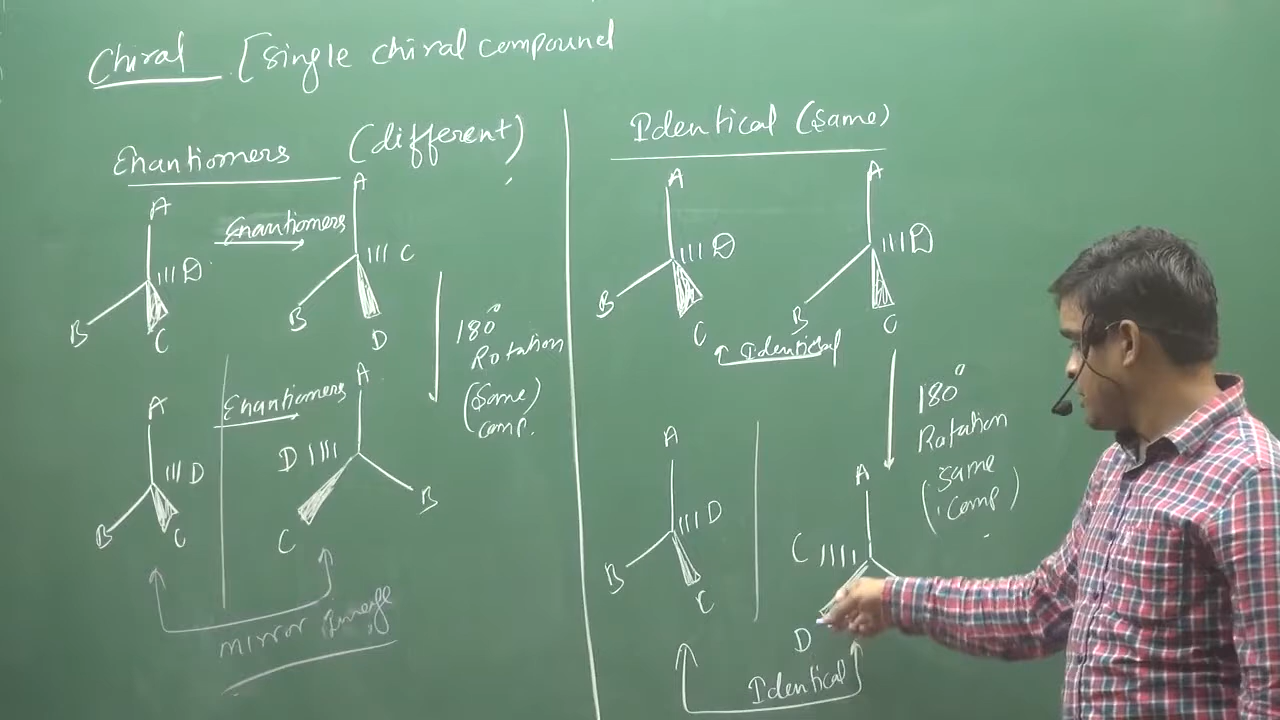 Chiral [single chiral compound
Enantiomers (different)
A
Enantiomers
D
B
C
A
C
B
D
180°
Rotation
(Same)
comp.
A
D
B
C
Enantiomers
A
D
B
C
mirror Image
Identical (Same)
A
D
B
C
A
D
B
C
Identical
180°
Rotation
(Same
comp)
A
D
B
C
A
C
D
Identical